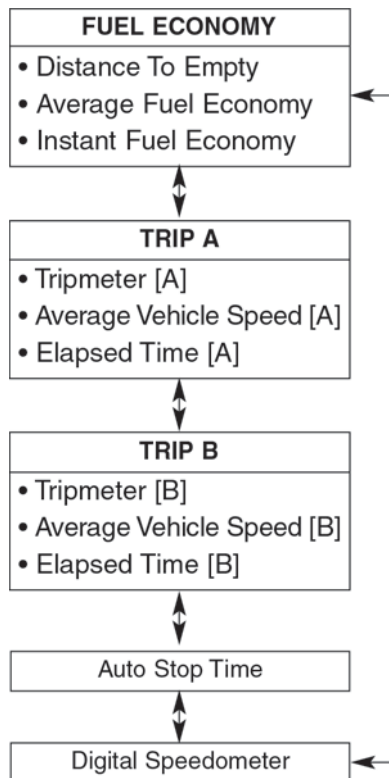 FUEL ECONOMY
• Distance To Empty
• Average Fuel Economy
• Instant Fuel Economy
TRIP A
• Tripmeter [A]
• Average Vehicle Speed [A]
• Elapsed Time [A]
TRIP B
• Tripmeter [B]
• Average Vehicle Speed [B]
• Elapsed Time [B]
Auto Stop Time
Digital Speedometer